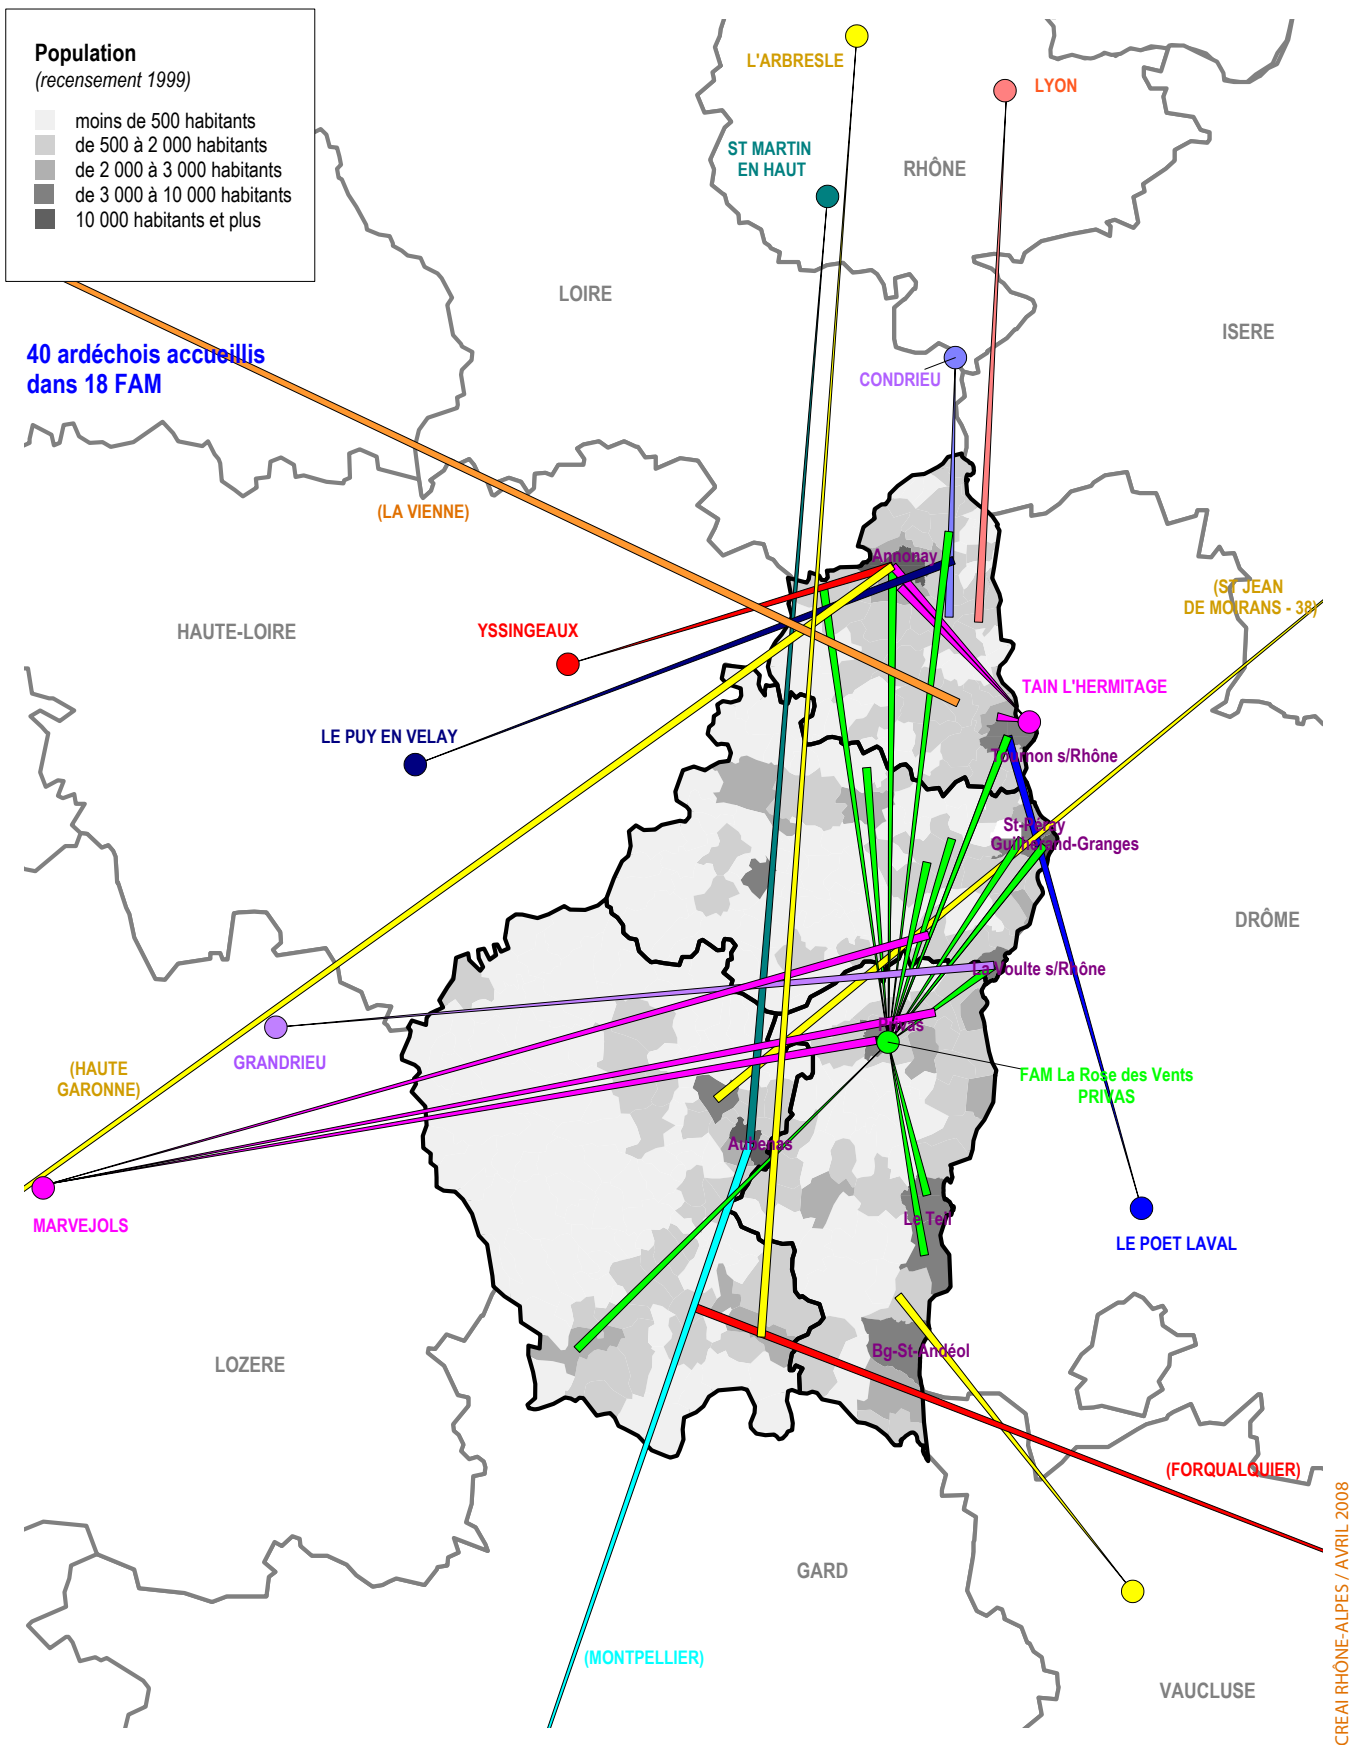 Population
(recensement 1999)
moins de 500 habitants
de 500 à 2 000 habitants
de 2 000 à 3 000 habitants
de 3 000 à 10 000 habitants
10 000 habitants et plus
40 ardéchois accueillis
dans 18 FAM
L'ARBRESLE
LYON
ST MARTIN
EN HAUT
RHÔNE
LOIRE
ISERE
CONDRIEU
(LA VIENNE)
Annonay
(ST JEAN
DE MOIRANS - 38)
HAUTE-LOIRE
YSSINGEAUX
TAIN L'HERMITAGE
LE PUY EN VELAY
Tournon s/Rhône
St-Péray
Guilherand-Granges
DRÔME
La Voulte s/Rhône
Privas
GRANDRIEU
(HAUTE
GARONNE)
FAM La Rose des Vents
PRIVAS
Aubenas
MARVEJOLS
Le Teil
LE POET LAVAL
Bg-St-Andéol
LOZERE
(FORQUALQUIER)
GARD
(MONTPELLIER)
VAUCLUSE
CREAI RHÔNE-ALPES / AVRIL 2008